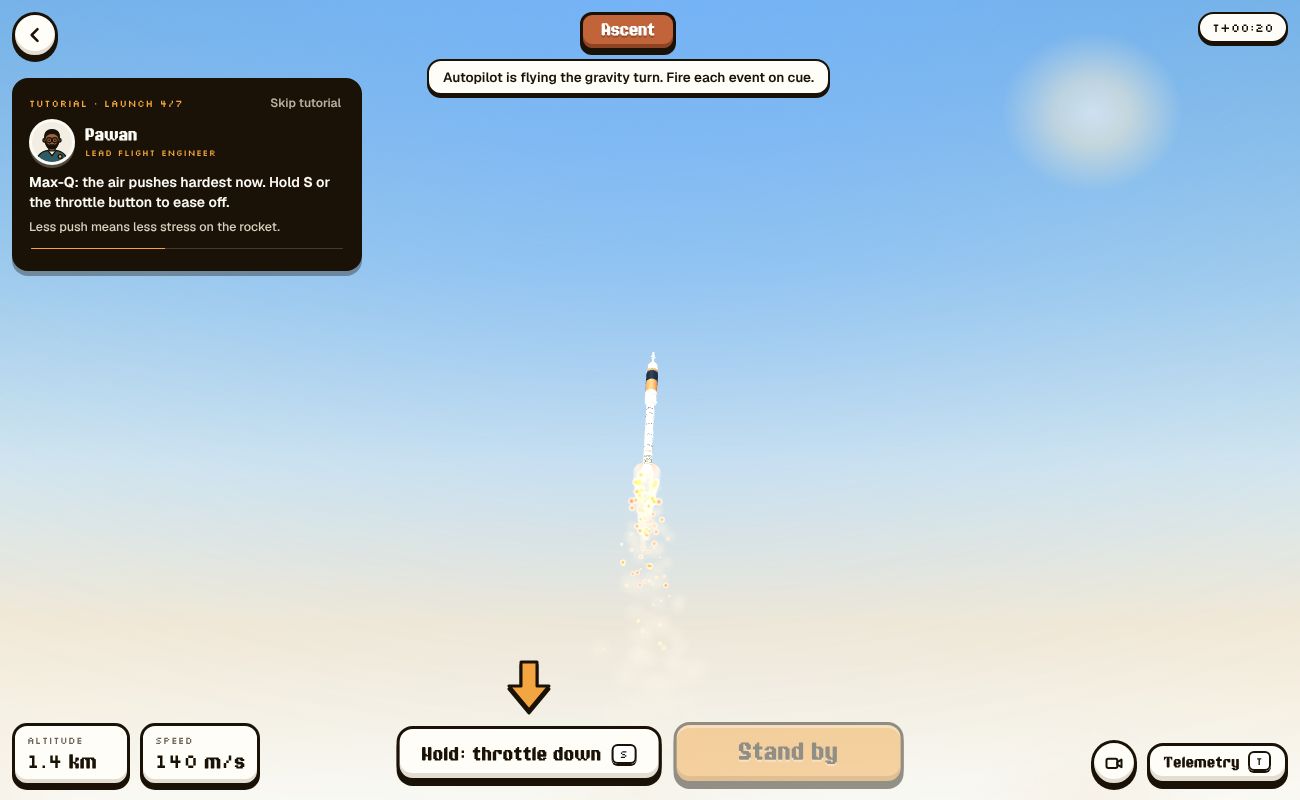 Ascent
T+00:20
Autopilot is flying the gravity turn. Fire each event on cue.
TUTORIAL · LAUNCH 4/7
Skip tutorial
Pawan
LEAD FLIGHT ENGINEER
Max-Q: the air pushes hardest now. Hold S or
the throttle button to ease off.
Less push means less stress on the rocket.
ALTITUDE
1.4 km
SPEED
140 m/s
Hold: throttle down S
Stand by
Telemetry T